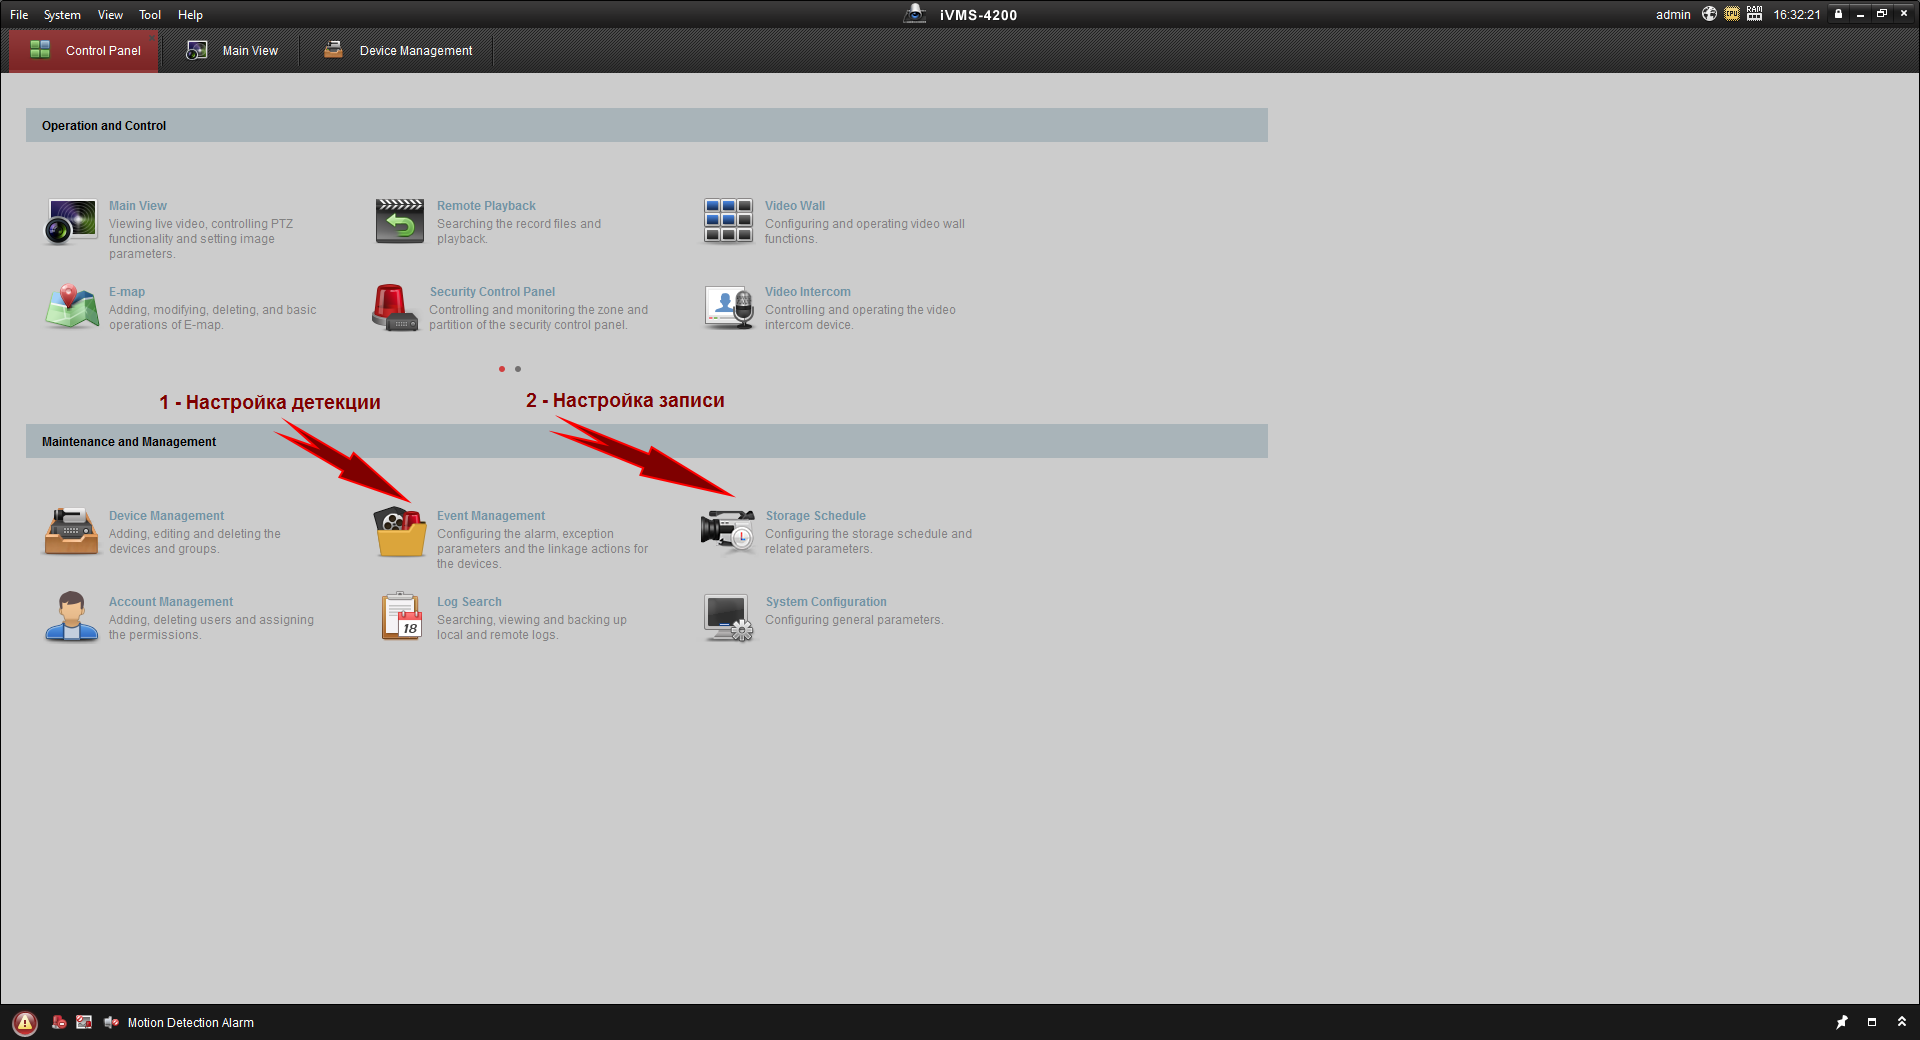 File System View Tool Help
iVMS-4200
admin CPU RAM 16:32:21
Control Panel
Main View
Device Management
Operation and Control
Main View
Viewing live video, controlling PTZ
functionality and setting image
parameters.
Remote Playback
Searching the record files and
playback.
Video Wall
Configuring and operating video wall
functions.
E-map
Adding, modifying, deleting, and basic
operations of E-map.
Security Control Panel
Controlling and monitoring the zone and
partition of the security control panel.
Video Intercom
Controlling and operating the video
intercom device.
1 - Настройка детекции
2 - Настройка записи
Maintenance and Management
Device Management
Adding, editing and deleting the
devices and groups.
Event Management
Configuring the alarm, exception
parameters and the linkage actions for
the devices.
Storage Schedule
Configuring the storage schedule and
related parameters.
Account Management
Adding, deleting users and assigning
the permissions.
18
Log Search
Searching, viewing and backing up
local and remote logs.
System Configuration
Configuring general parameters.
Motion Detection Alarm